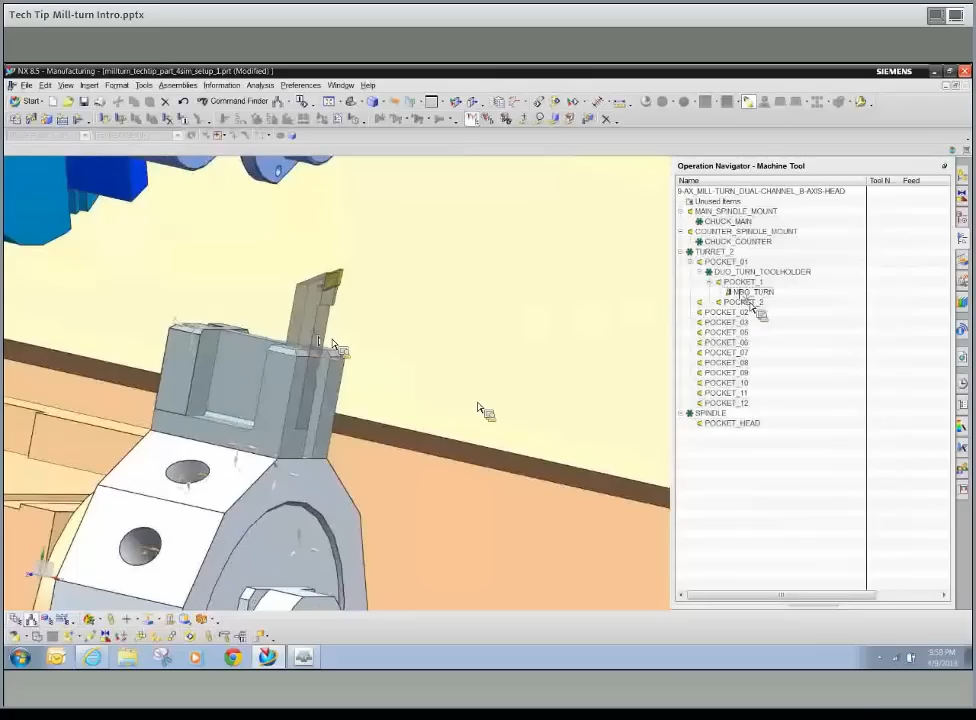 Tech Tip Mill-turn Intro.pptx
NX 8.5 - Manufacturing - [millturn_techtip_part_4sim_setup_1.prt (Modified) ]
SIEMENS
File Edit View Insert Format Tools Assemblies Information Analysis Preferences Window Help
Start Command Finder
Operation Navigator - Machine Tool
Name Tool N... Feed
9-AX_MILL-TURN_DUAL-CHANNEL_B-AXIS-HEAD
Unused Items
MAIN_SPINDLE_MOUNT
CHUCK_MAIN
COUNTER_SPINDLE_MOUNT
CHUCK_COUNTER
TURRET_2
POCKET_01
DUO_TURN_TOOLHOLDER
POCKET_1
POCKET_2
POCKET_02
POCKET_03
POCKET_05
POCKET_06
POCKET_07
POCKET_08
POCKET_09
POCKET_10
POCKET_11
POCKET_12
SPINDLE
POCKET_HEAD
9:58 PM